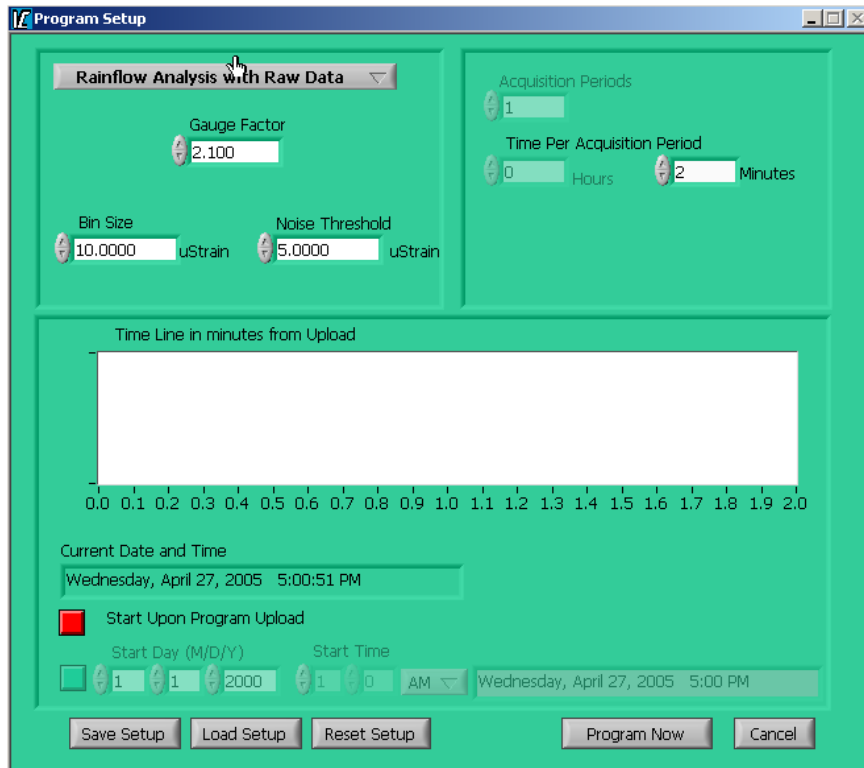 Program Setup
Rainflow Analysis with Raw Data
Gauge Factor
2.100
Bin Size
10.0000 uStrain
Noise Threshold
5.0000 uStrain
Acquisition Periods
1
Time Per Acquisition Period
0 Hours 2 Minutes
Time Line in minutes from Upload
0.0 0.1 0.2 0.3 0.4 0.5 0.6 0.7 0.8 0.9 1.0 1.1 1.2 1.3 1.4 1.5 1.6 1.7 1.8 1.9 2.0
Current Date and Time
Wednesday, April 27, 2005 5:00:51 PM
Start Upon Program Upload
Start Day (M/D/Y) Start Time
1 1 2000 1 0 AM Wednesday, April 27, 2005 5:00 PM
Save Setup Load Setup Reset Setup Program Now Cancel